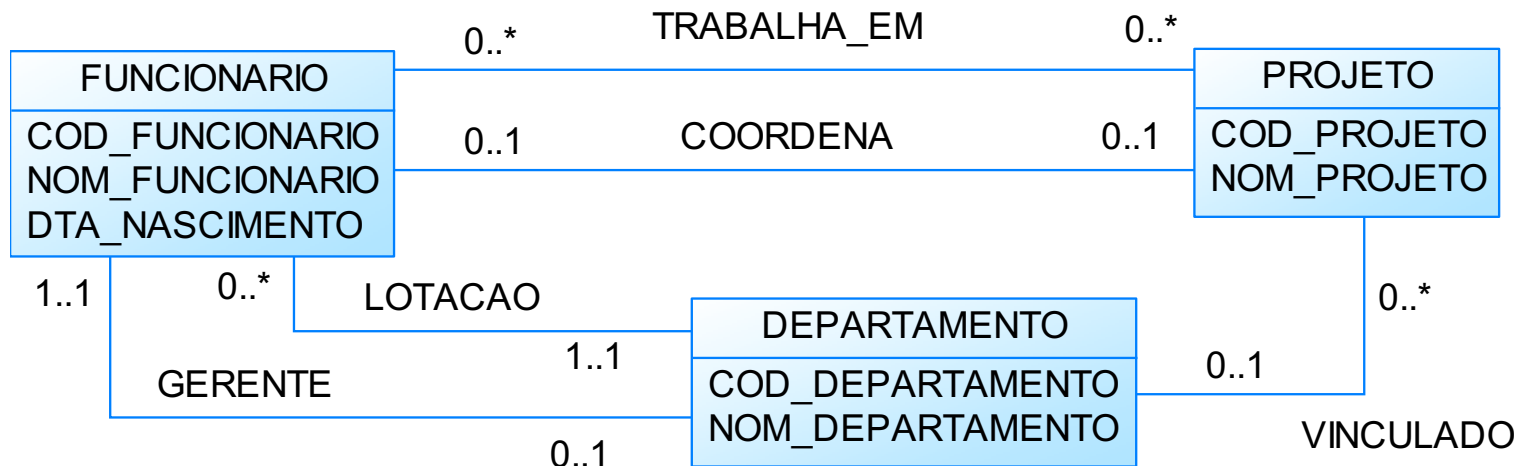 0..* TRABALHA_EM 0..*
FUNCIONARIO
COD_FUNCIONARIO
NOM_FUNCIONARIO
DTA_NASCIMENTO
PROJETO
COD_PROJETO
NOM_PROJETO
0..1 COORDENA 0..1
1..1
0..*
LOTACAO
1..1
GERENTE
0..1
DEPARTAMENTO
COD_DEPARTAMENTO
NOM_DEPARTAMENTO
0..*
0..1
VINCULADO